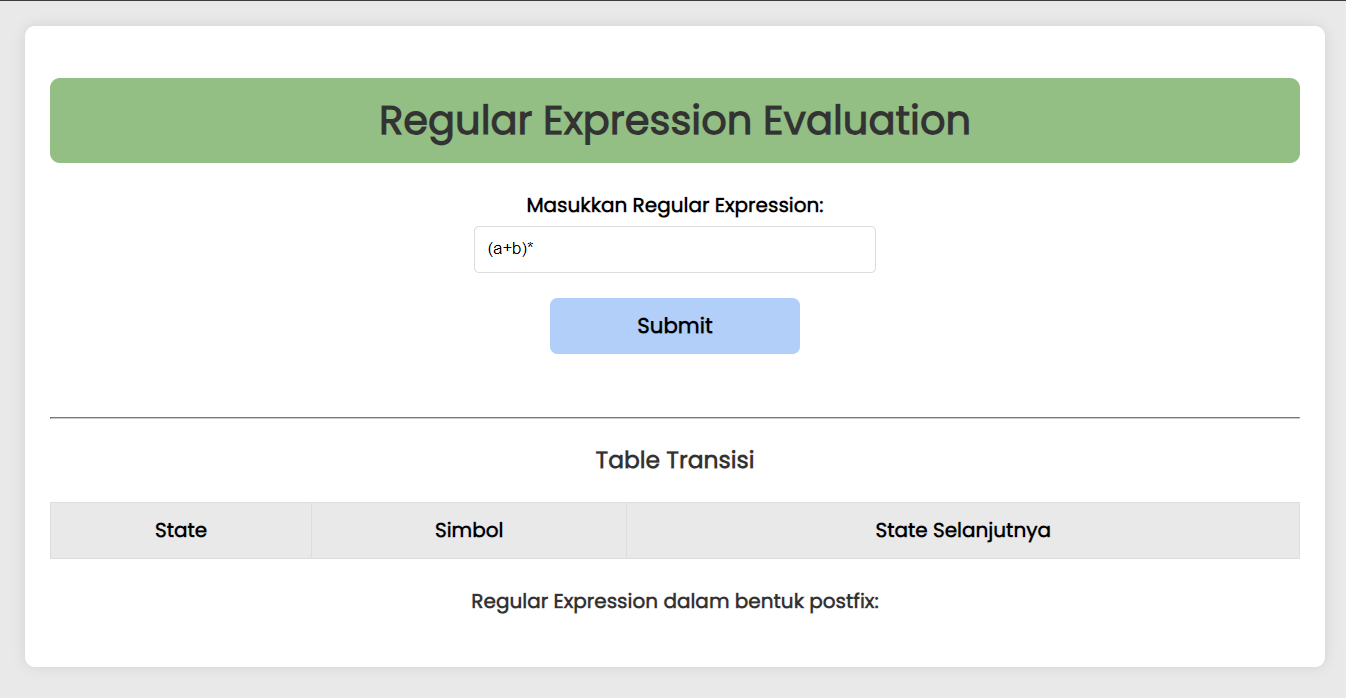 Regular Expression Evaluation
Masukkan Regular Expression:
(a+b)*
Submit
Table Transisi
State Simbol State Selanjutnya
Regular Expression dalam bentuk postfix: